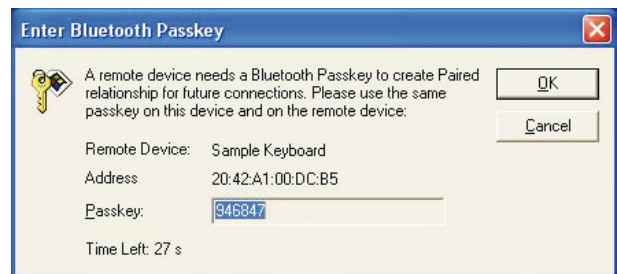 Enter Bluetooth Passkey
A remote device needs a Bluetooth Passkey to create Paired
relationship for future connections. Please use the same
passkey on this device and on the remote device:
OK
Cancel
Remote Device: Sample Keyboard
Address 20:42:A1:00:DC:B5
Passkey: 946847
Time Left: 27 s